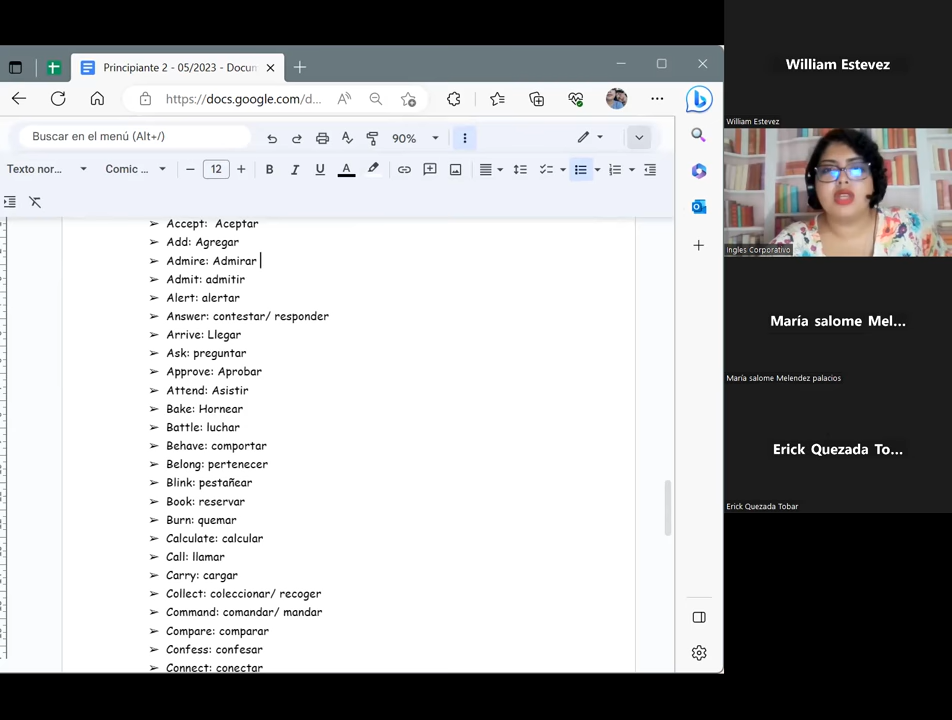 William Estevez
Principiante 2 - 05/2023 - Docun
https://docs.google.com/d...
Buscar en el menú (Alt+/)
90%
William Estevez
Texto nor...
Comic ...
12
B I U A
Accept: Aceptar
Add: Agregar
Ingles Corporativo
Admire: Admirar
Admit: admitir
Alert: alertar
Answer: contestar/ responder
María salome Mel...
Arrive: Llegar
Ask: preguntar
Approve: Aprobar
María salome Melendez palacios
Attend: Asistir
Bake: Hornear
Battle: luchar
Behave: comportar
Erick Quezada To...
Belong: pertenecer
Blink: pestañear
Book: reservar
Erick Quezada Tobar
Burn: quemar
Calculate: calcular
Call: llamar
Carry: cargar
Collect: coleccionar/ recoger
Command: comandar/ mandar
Compare: comparar
Confess: confesar
Connect: conectar